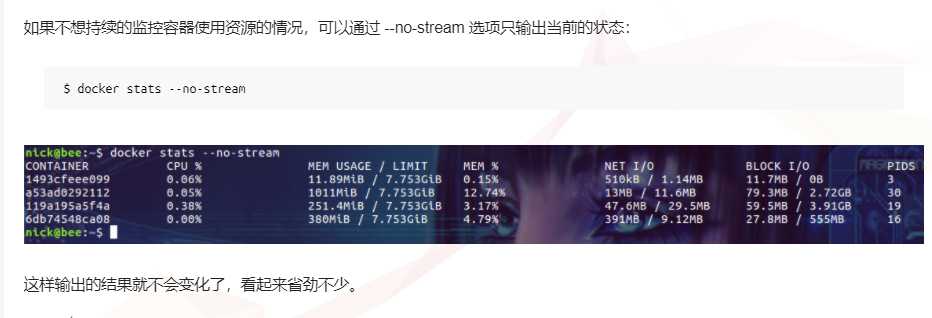 如果不想持续的监控容器使用资源的情况，可以通过 --no-stream 选项只输出当前的状态：
$ docker stats --no-stream
nick@bee:~$ docker stats --no-stream
CONTAINER CPU % MEM USAGE / LIMIT MEM % NET I/O BLOCK I/O PIDS
1493cfeee099 0.06% 11.89MiB / 7.753GiB 0.15% 510kB / 1.14MB 11.7MB / 0B 3
a53ad0292112 0.05% 1011MiB / 7.753GiB 12.74% 13MB / 11.6MB 79.3MB / 2.72GB 30
119a195a5f4a 0.38% 251.4MiB / 7.753GiB 3.17% 47.6MB / 29.5MB 59.5MB / 3.91GB 19
6db74548ca08 0.00% 380MiB / 7.753GiB 4.79% 391MB / 9.12MB 27.8MB / 555MB 16
nick@bee:~$
这样输出的结果就不会变化了，看起来省劲不少。